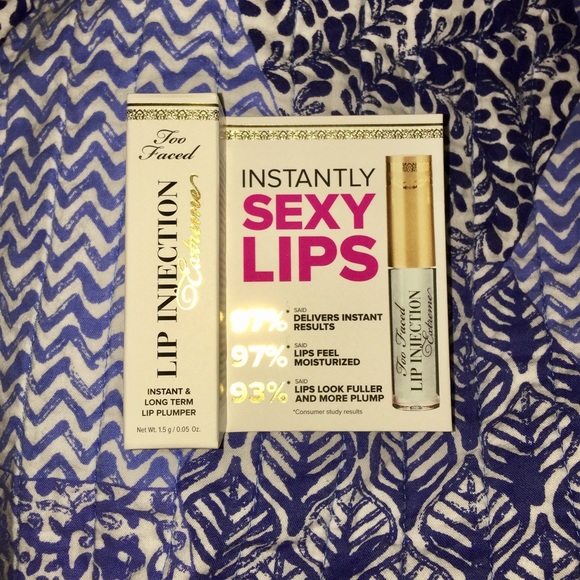 Too
Faced
LIP INJECTION
Extreme
INSTANT &
LONG TERM
LIP PLUMPER
Net Wt. 1.5 g / 0.05 Oz.
INSTANTLY
SEXY
LIPS
97%* SAID
DELIVERS INSTANT
RESULTS
97%* SAID
LIPS FEEL
MOISTURIZED
93%* SAID
LIPS LOOK FULLER
AND MORE PLUMP
*Consumer study results
Too Faced
LIP INJECTION
Extreme